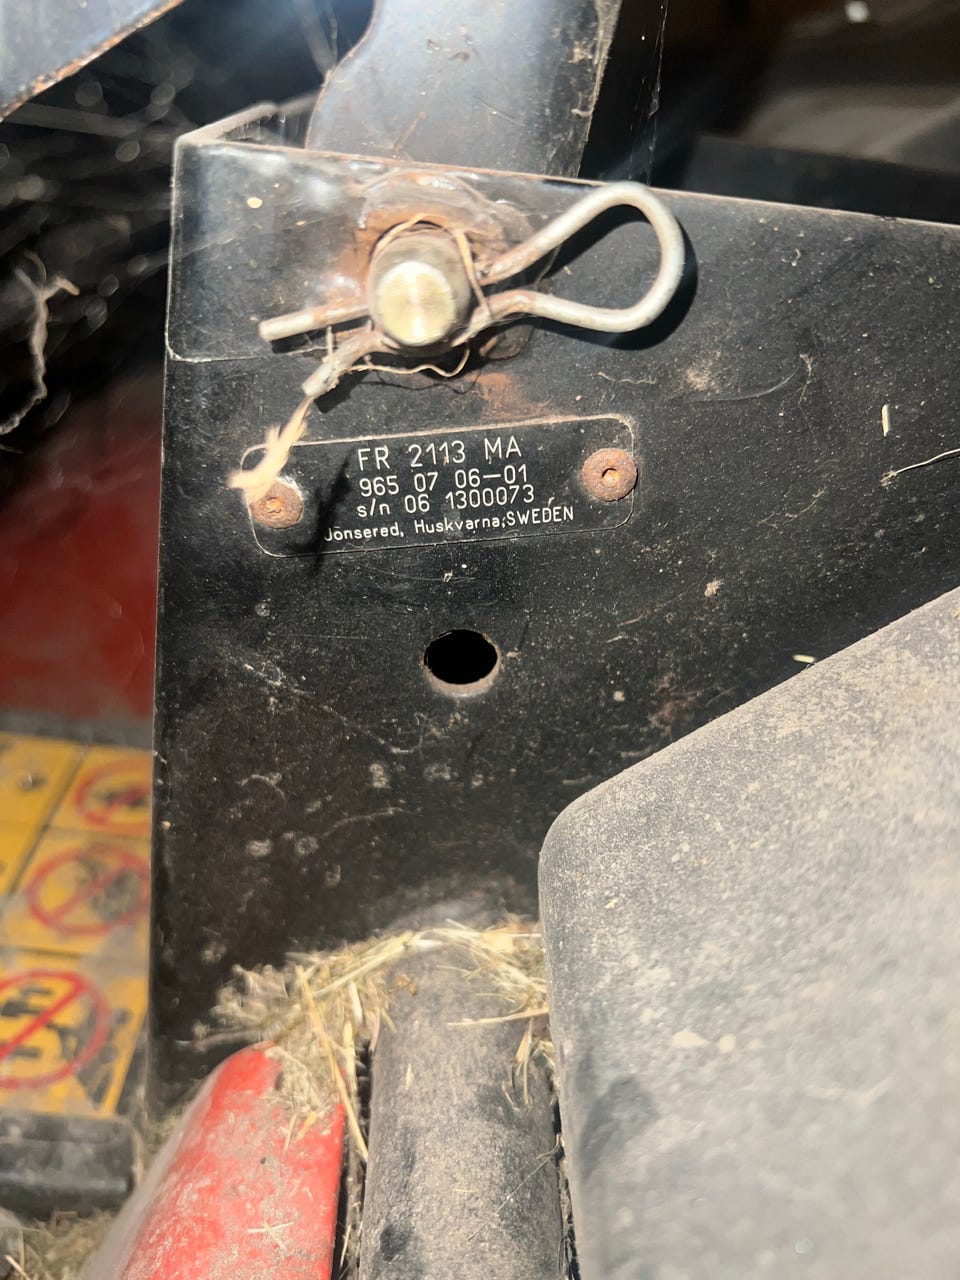 FR 2113 MA
965 07 06-01
s/n 06 1300073
Jonsered, Huskvarna,SWEDEN